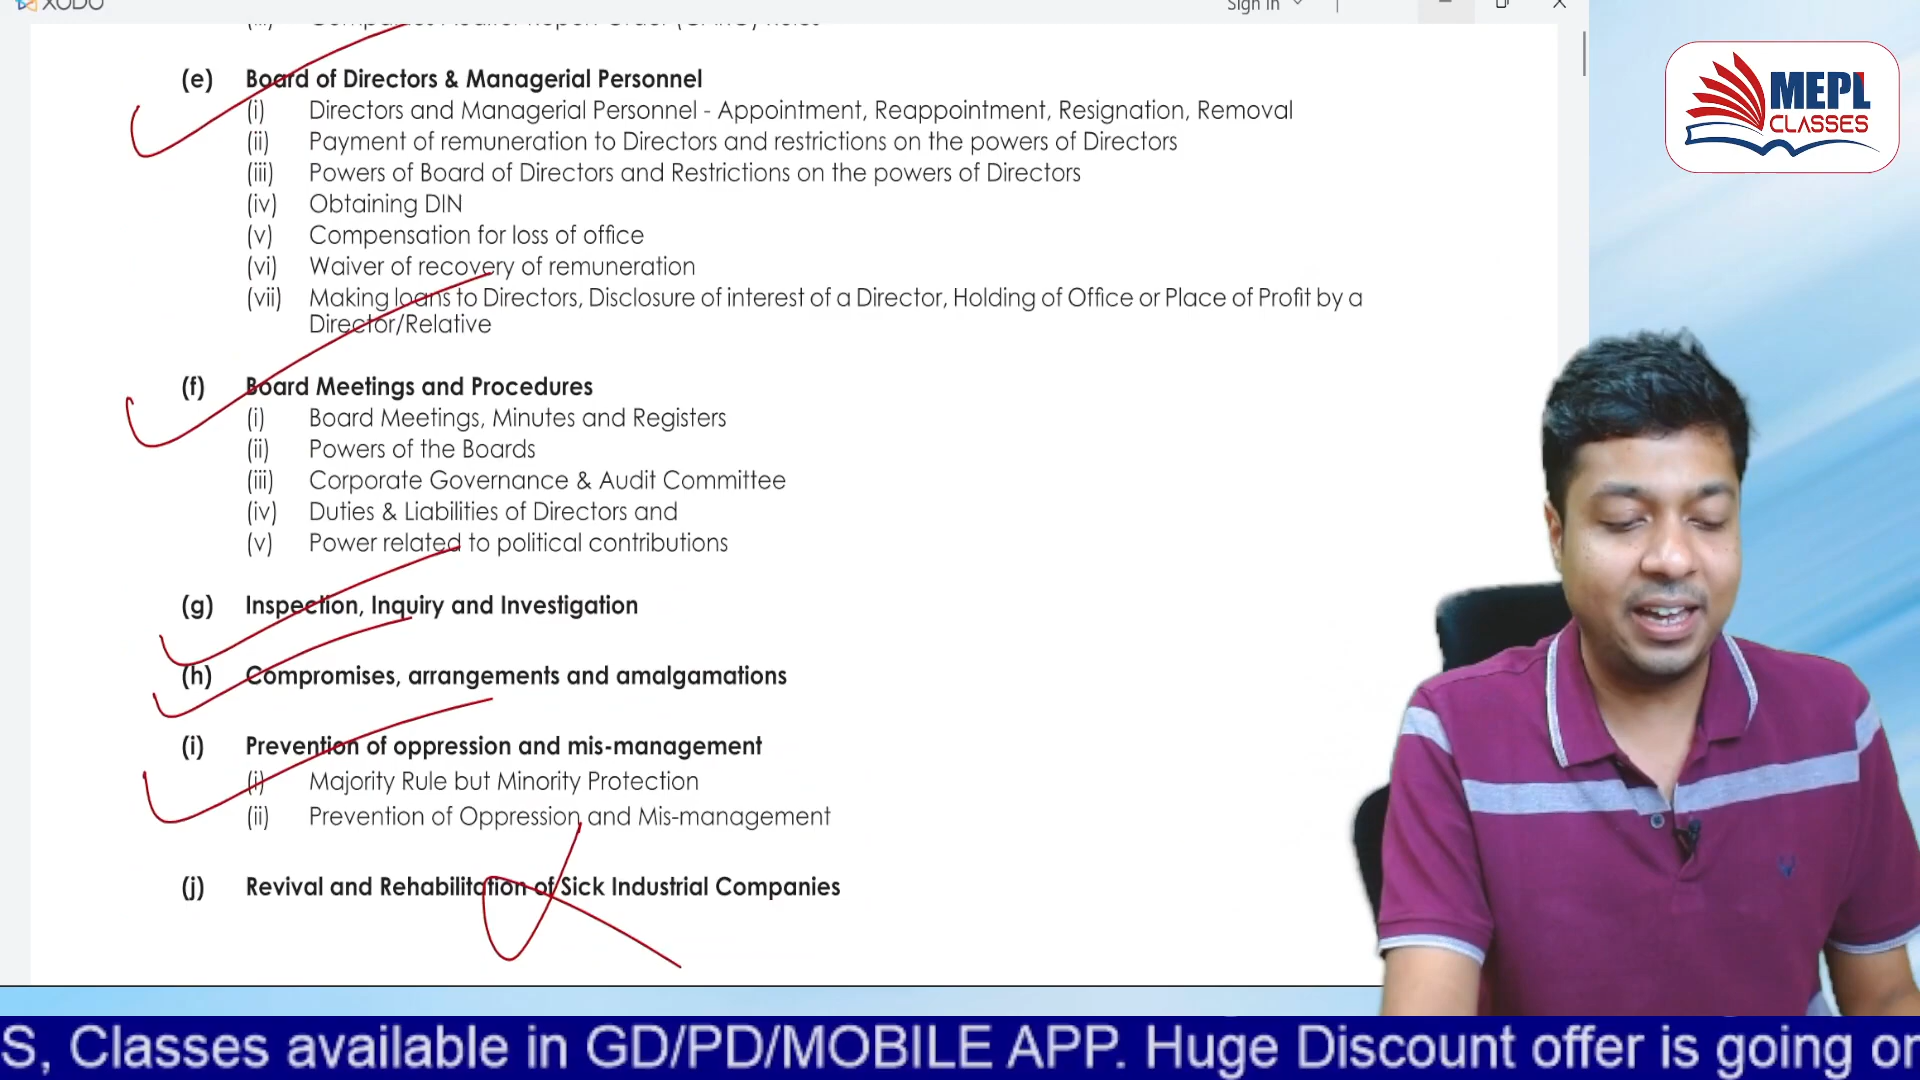 XODO
Sign in
(e) Board of Directors & Managerial Personnel
(i) Directors and Managerial Personnel - Appointment, Reappointment, Resignation, Removal
(ii) Payment of remuneration to Directors and restrictions on the powers of Directors
(iii) Powers of Board of Directors and Restrictions on the powers of Directors
(iv) Obtaining DIN
(v) Compensation for loss of office
(vi) Waiver of recovery of remuneration
(vii) Making loans to Directors, Disclosure of interest of a Director, Holding of Office or Place of Profit by a
Director/Relative
(f) Board Meetings and Procedures
(i) Board Meetings, Minutes and Registers
(ii) Powers of the Boards
(iii) Corporate Governance & Audit Committee
(iv) Duties & Liabilities of Directors and
(v) Power related to political contributions
(g) Inspection, Inquiry and Investigation
(h) Compromises, arrangements and amalgamations
(i) Prevention of oppression and mis-management
(i) Majority Rule but Minority Protection
(ii) Prevention of Oppression and Mis-management
(j) Revival and Rehabilitation of Sick Industrial Companies
MEPL
CLASSES
S, Classes available in GD/PD/MOBILE APP. Huge Discount offer is going on